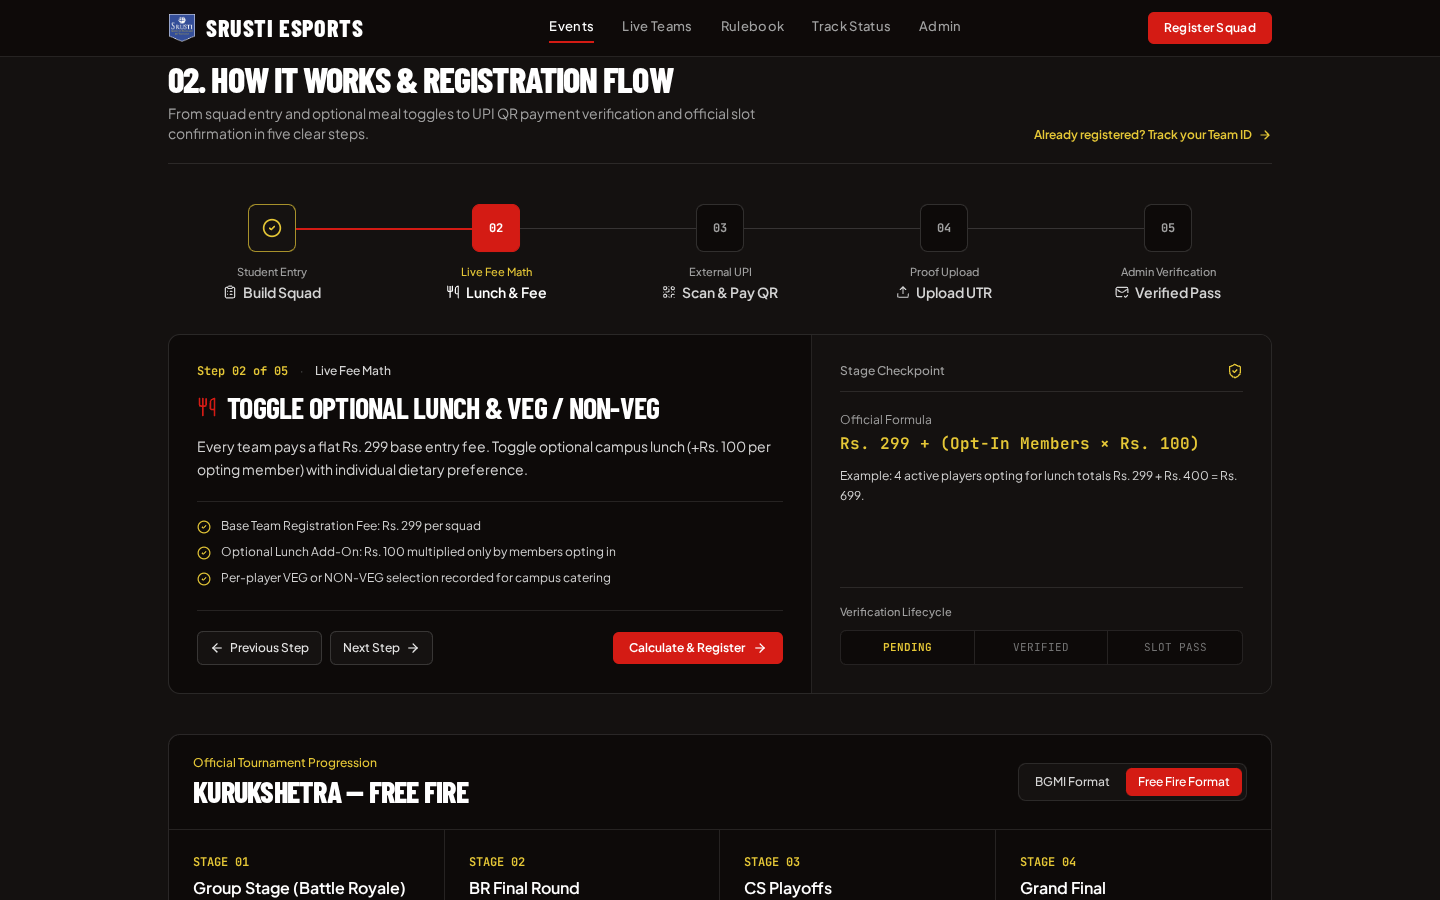 SRUSTI
SRUSTI ESPORTS
Events
Live Teams
Rulebook
Track Status
Admin
Register Squad
02. HOW IT WORKS & REGISTRATION FLOW
From squad entry and optional meal toggles to UPI QR payment verification and official slot
confirmation in five clear steps.
Already registered? Track your Team ID
02
03
04
05
Student Entry
Live Fee Math
External UPI
Proof Upload
Admin Verification
Build Squad
Lunch & Fee
Scan & Pay QR
Upload UTR
Verified Pass
Step 02 of 05 · Live Fee Math
TOGGLE OPTIONAL LUNCH & VEG / NON-VEG
Every team pays a flat Rs. 299 base entry fee. Toggle optional campus lunch (+Rs. 100 per
opting member) with individual dietary preference.
Base Team Registration Fee: Rs. 299 per squad
Optional Lunch Add-On: Rs. 100 multiplied only by members opting in
Per-player VEG or NON-VEG selection recorded for campus catering
Previous Step
Next Step
Calculate & Register
Stage Checkpoint
Official Formula
Rs. 299 + (Opt-In Members × Rs. 100)
Example: 4 active players opting for lunch totals Rs. 299 + Rs. 400 = Rs.
699.
Verification Lifecycle
PENDING
VERIFIED
SLOT PASS
Official Tournament Progression
KURUKSHETRA — FREE FIRE
BGMI Format
Free Fire Format
STAGE 01
STAGE 02
STAGE 03
STAGE 04
Group Stage (Battle Royale)
BR Final Round
CS Playoffs
Grand Final